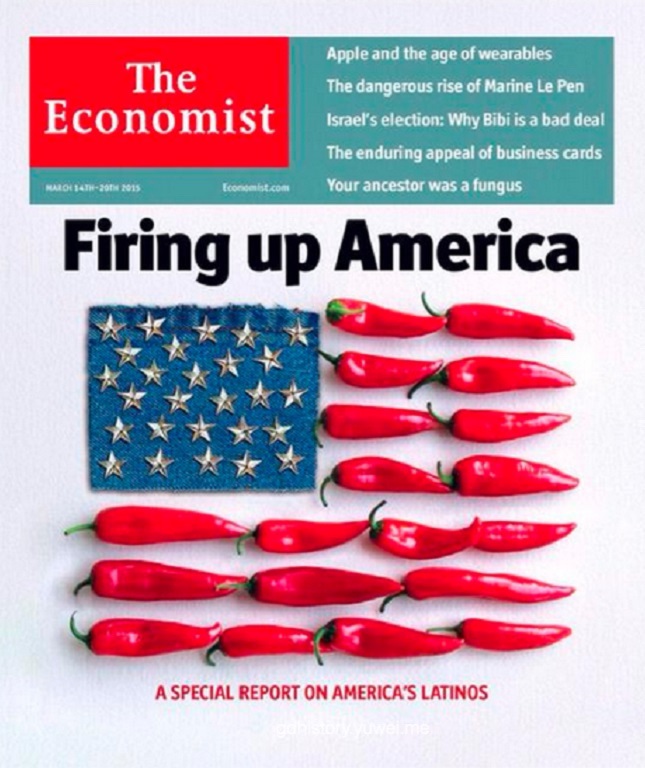 The
Economist
MARCH 14TH–20TH 2015
Economist.com
Apple and the age of wearables
The dangerous rise of Marine Le Pen
Israel's election: Why Bibi is a bad deal
The enduring appeal of business cards
Your ancestor was a fungus
Firing up America
A SPECIAL REPORT ON AMERICA'S LATINOS